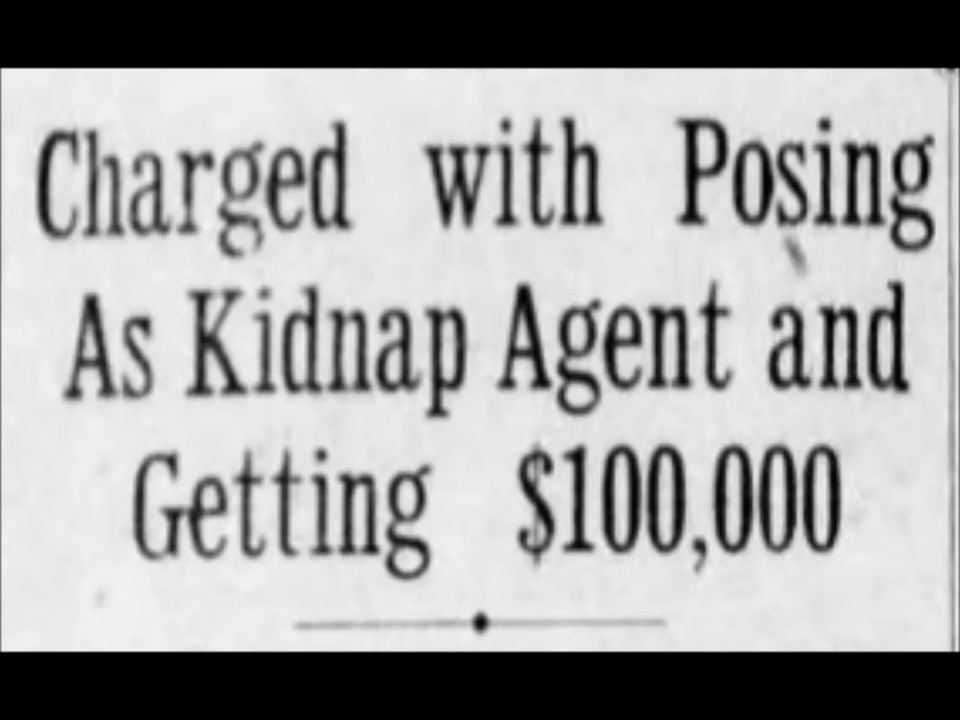 Charged with Posing
As Kidnap Agent and
Getting $100,000